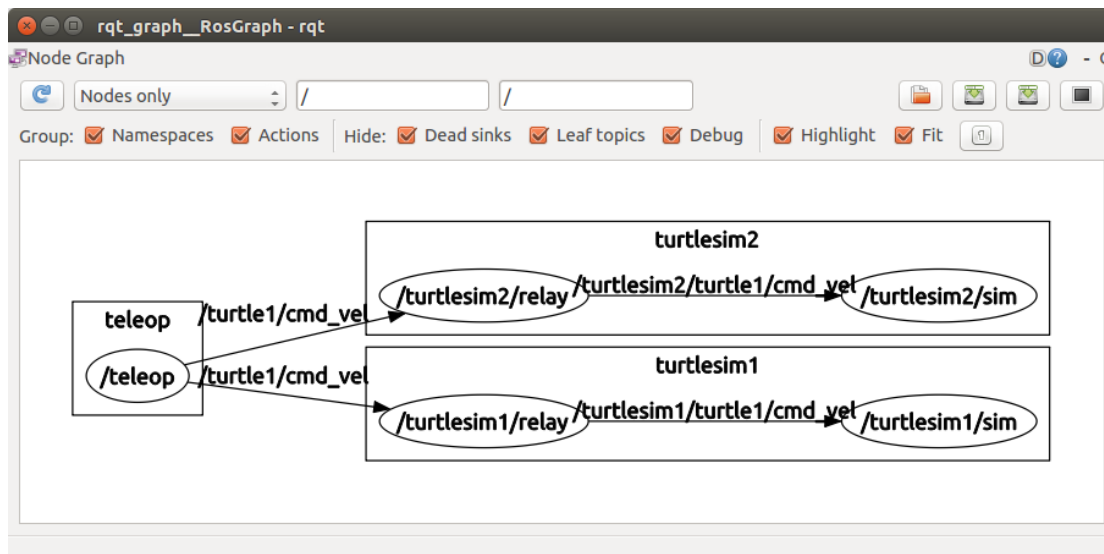 rqt_graph__RosGraph - rqt
Node Graph
D ? -
Nodes only / /
Group: Namespaces Actions Hide: Dead sinks Leaf topics Debug Highlight Fit
turtlesim2
/turtlesim2/relay /turtlesim2/turtle1/cmd_vel /turtlesim2/sim
teleop /turtle1/cmd_vel
turtlesim1
/teleop /turtle1/cmd_vel
/turtlesim1/relay /turtlesim1/turtle1/cmd_vel /turtlesim1/sim